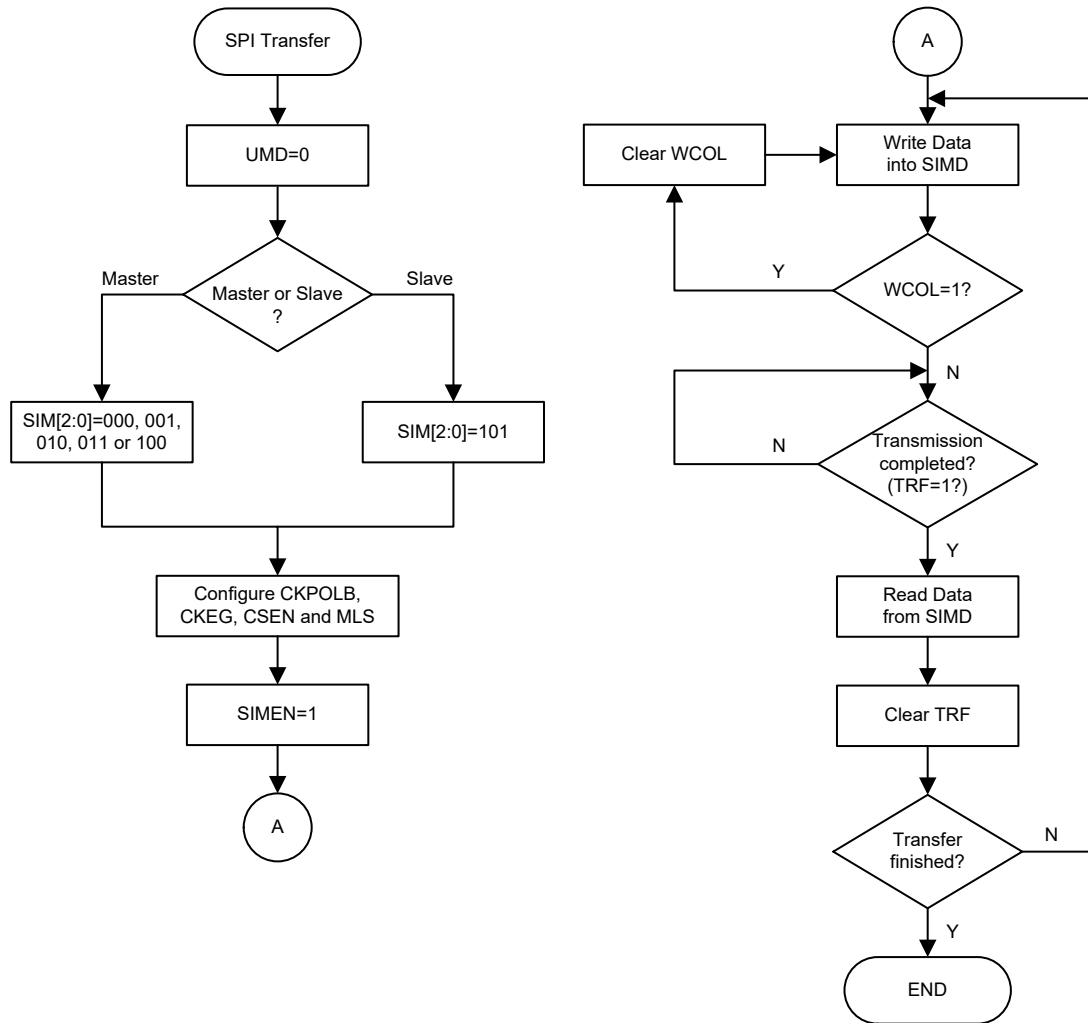 SPI Transfer
UMD=0
Master or Slave
?
Master
Slave
SIM[2:0]=000, 001,
010, 011 or 100
SIM[2:0]=101
Configure CKPOLB,
CKEG, CSEN and MLS
SIMEN=1
A
A
Write Data
into SIMD
Clear WCOL
WCOL=1?
Y
N
Transmission
completed?
(TRF=1?)
N
Y
Read Data
from SIMD
Clear TRF
Transfer
finished?
N
Y
END